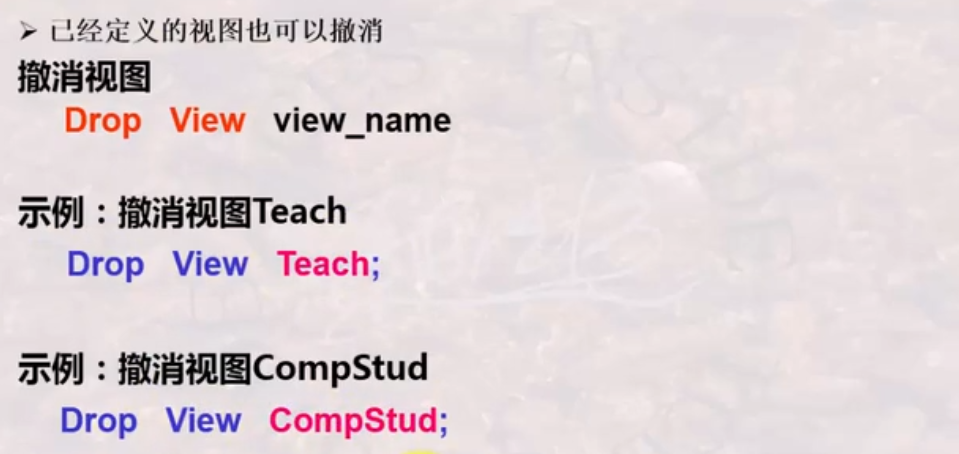 ➢ 已经定义的视图也可以撤消
撤消视图
Drop View view_name
示例：撤消视图Teach
Drop View Teach;
示例：撤消视图CompStud
Drop View CompStud;